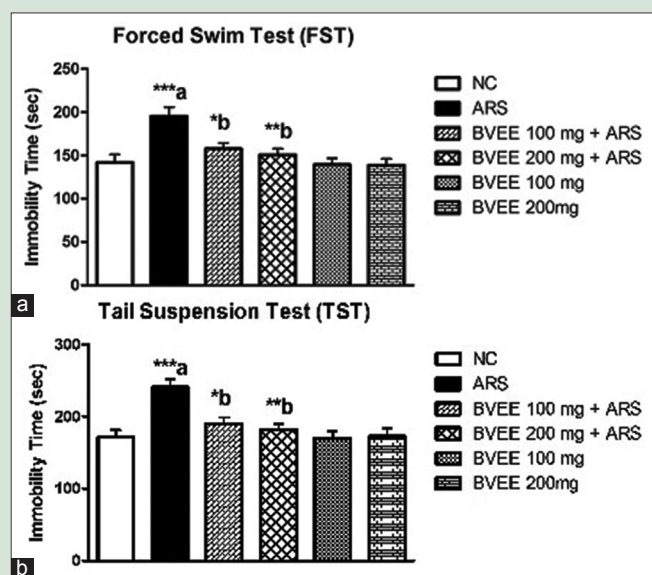 Forced Swim Test (FST)
Immobility Time (sec)
250
200
150
100
50
0
***a
*b
**b
NC
ARS
BVEE 100 mg + ARS
BVEE 200 mg + ARS
BVEE 100 mg
BVEE 200mg
a
Tail Suspension Test (TST)
Immobility Time (sec)
300
200
100
0
***a
*b
**b
NC
ARS
BVEE 100 mg + ARS
BVEE 200 mg + ARS
BVEE 100 mg
BVEE 200mg
b